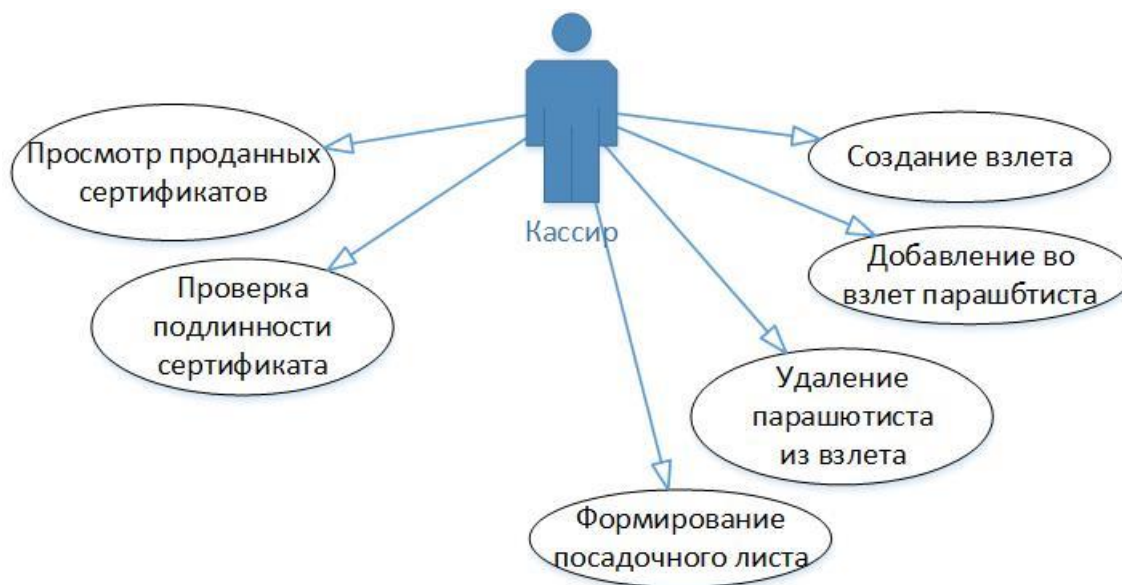 Просмотр проданных
сертификатов
Проверка
подлинности
сертификата
Кассир
Создание взлета
Добавление во
взлет парашбтиста
Удаление
парашютиста
из взлета
Формирование
посадочного листа